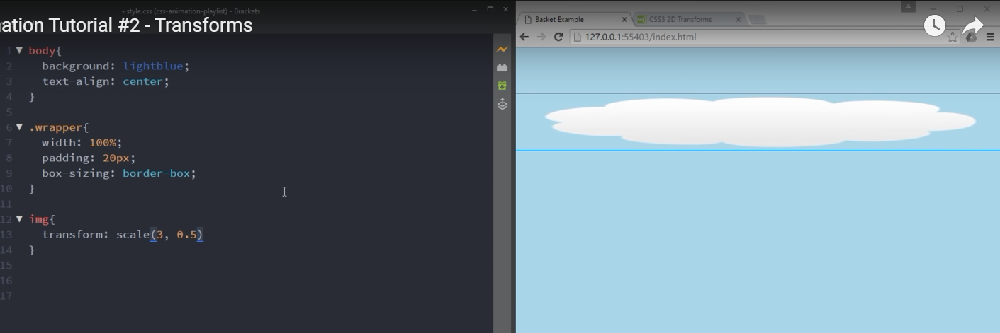 • style.css (css-animation-playlist) - Brackets
ation Tutorial #2 - Transforms
1 body{
2 background: lightblue;
3 text-align: center;
4 }
5
6 .wrapper{
7 width: 100%;
8 padding: 20px;
9 box-sizing: border-box;
10 }
11
12 img{
13 transform: scale(3, 0.5)
14 }
15
16
17
Basket Example
CSS3 2D Transforms
127.0.0.1:55403/index.html